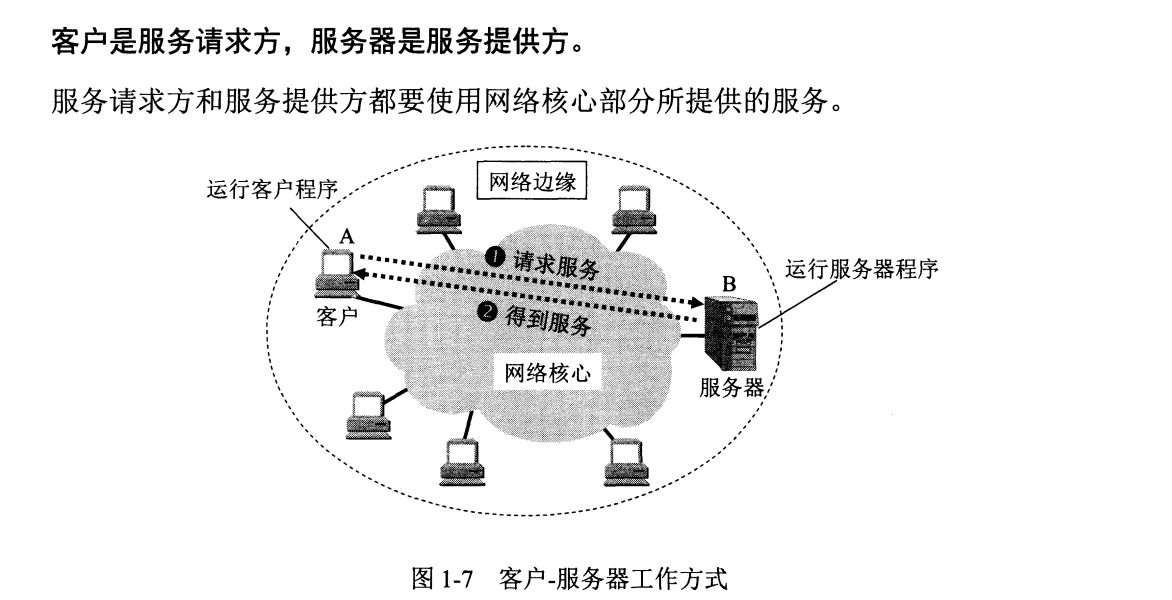 客户是服务请求方，服务器是服务提供方。
服务请求方和服务提供方都要使用网络核心部分所提供的服务。
网络边缘
运行客户程序
A
❶ 请求服务
运行服务器程序
B
客户
❷ 得到服务
网络核心
服务器
图 1-7 客户-服务器工作方式